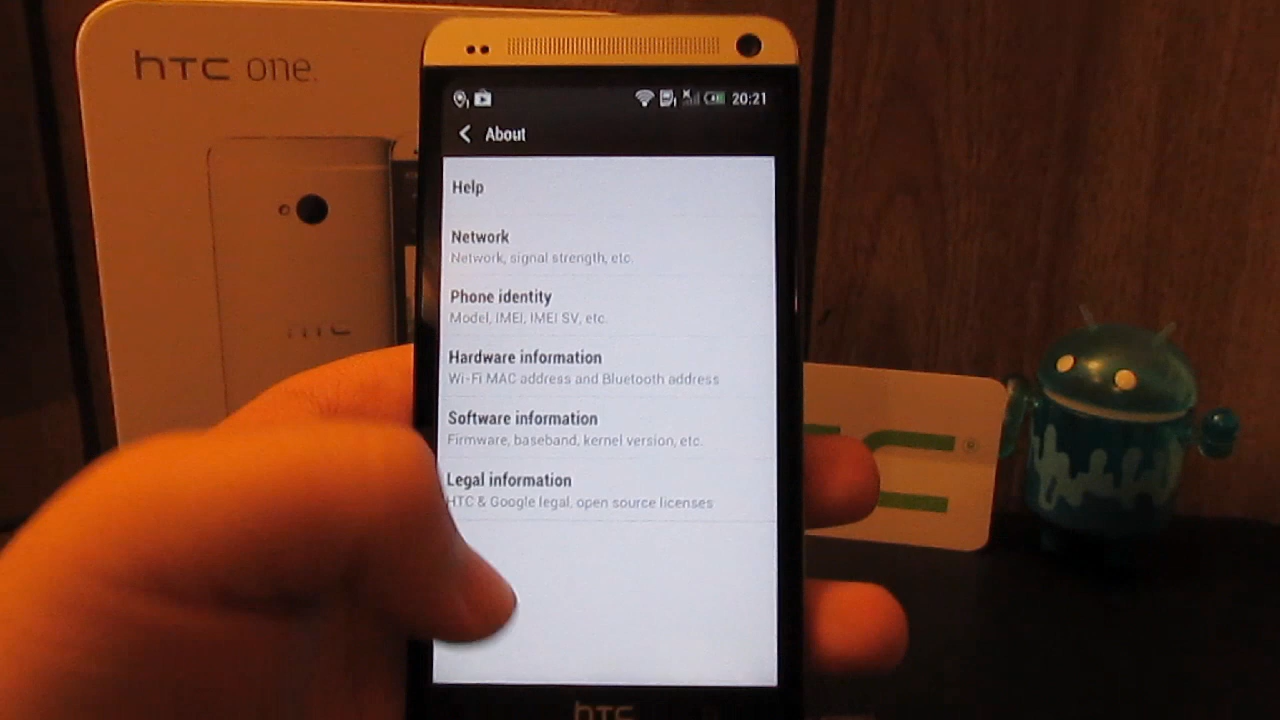 hTC one.
20:21
About
Help
Network
Network, signal strength, etc.
Phone identity
Model, IMEI, IMEI SV, etc.
Hardware information
Wi-Fi MAC address and Bluetooth address
Software information
Firmware, baseband, kernel version, etc.
Legal information
HTC & Google legal, open source licenses
hTC
hTC